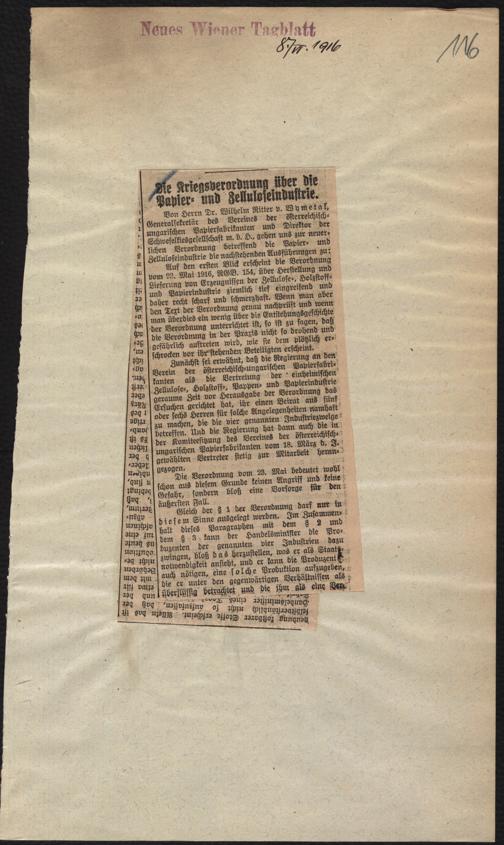 Neues Wiener Tagblatt
8/VI. 1916
116
Die Kriegsverordnung über die
Papier- und Zelluloseindustrie.
Von Herrn Dr. Wilhelm Ritter v. Wymetal,
Generalsekretär des Vereines der österreichisch-
ungarischen Papierfabrikanten und Direktor der
Schwefelkiesgesellschaft m. b. H., gehen uns zur neuer-
lichen Verordnung betreffend die Papier- und
Zelluloseindustrie die nachstehenden Ausführungen zu:
Auf den ersten Blick erscheint die Verordnung
vom 23. Mai 1916, RGB. 154, über Herstellung und
Lieferung von Erzeugnissen der Zellulose-, Holzstoff-
und Papierindustrie ziemlich tief eingreifend und
daher recht scharf und schmerzhaft. Wenn man aber
den Text der Verordnung genau nachprüft und wenn
man überdies ein wenig über die Entstehungsgeschichte
der Verordnung unterrichtet ist, so ist zu sagen, daß
die Verordnung in der Praxis nicht so drohend und
gefährlich auftreten wird, wie sie dem plötzlich er-
schrocken vor ihr stehenden Beteiligten erscheint.
Zunächst sei erwähnt, daß die Regierung an den
Verein der österreichisch-ungarischen Papierfabri-
kanten als die Vertretung der einheimischen
Zellulose-, Holzstoff-, Pappen- und Papierindustrie
geraume Zeit vor Herausgabe der Verordnung das
Ersuchen gerichtet hat, ihr einen Beirat aus fünf
oder sechs Herren für solche Angelegenheiten namhaft
zu machen, die die vier genannten Industriezweige
betreffen. Und die Regierung hat dann auch die in
der Komiteesitzung des Vereines der österreichisch-
ungarischen Papierfabrikanten vom 18. März d. J.
gewählten Vertreter stetig zur Mitarbeit heran-
gezogen.
Die Verordnung vom 23. Mai bedeutet wohl
schon aus diesem Grunde keinen Angriff und keine
Gefahr, sondern bloß eine Vorsorge für den
äußersten Fall.
Gleich der § 1 der Verordnung darf nur in
diesem Sinne ausgelegt werden. Im Zusammen-
halt dieses Paragraphen mit dem § 2 und
dem § 3 kann der Handelsminister die Pro-
duzenten der genannten vier Industrien dazu
zwingen, bloß das herzustellen, was er als Staats-
notwendigkeit ansieht, und er kann die Produzenten
auch nötigen, eine solche Produktion aufzugeben,
die er unter den gegenwärtigen Verhältnissen als
überflüssig betrachtet und die ihm als eine Ver-